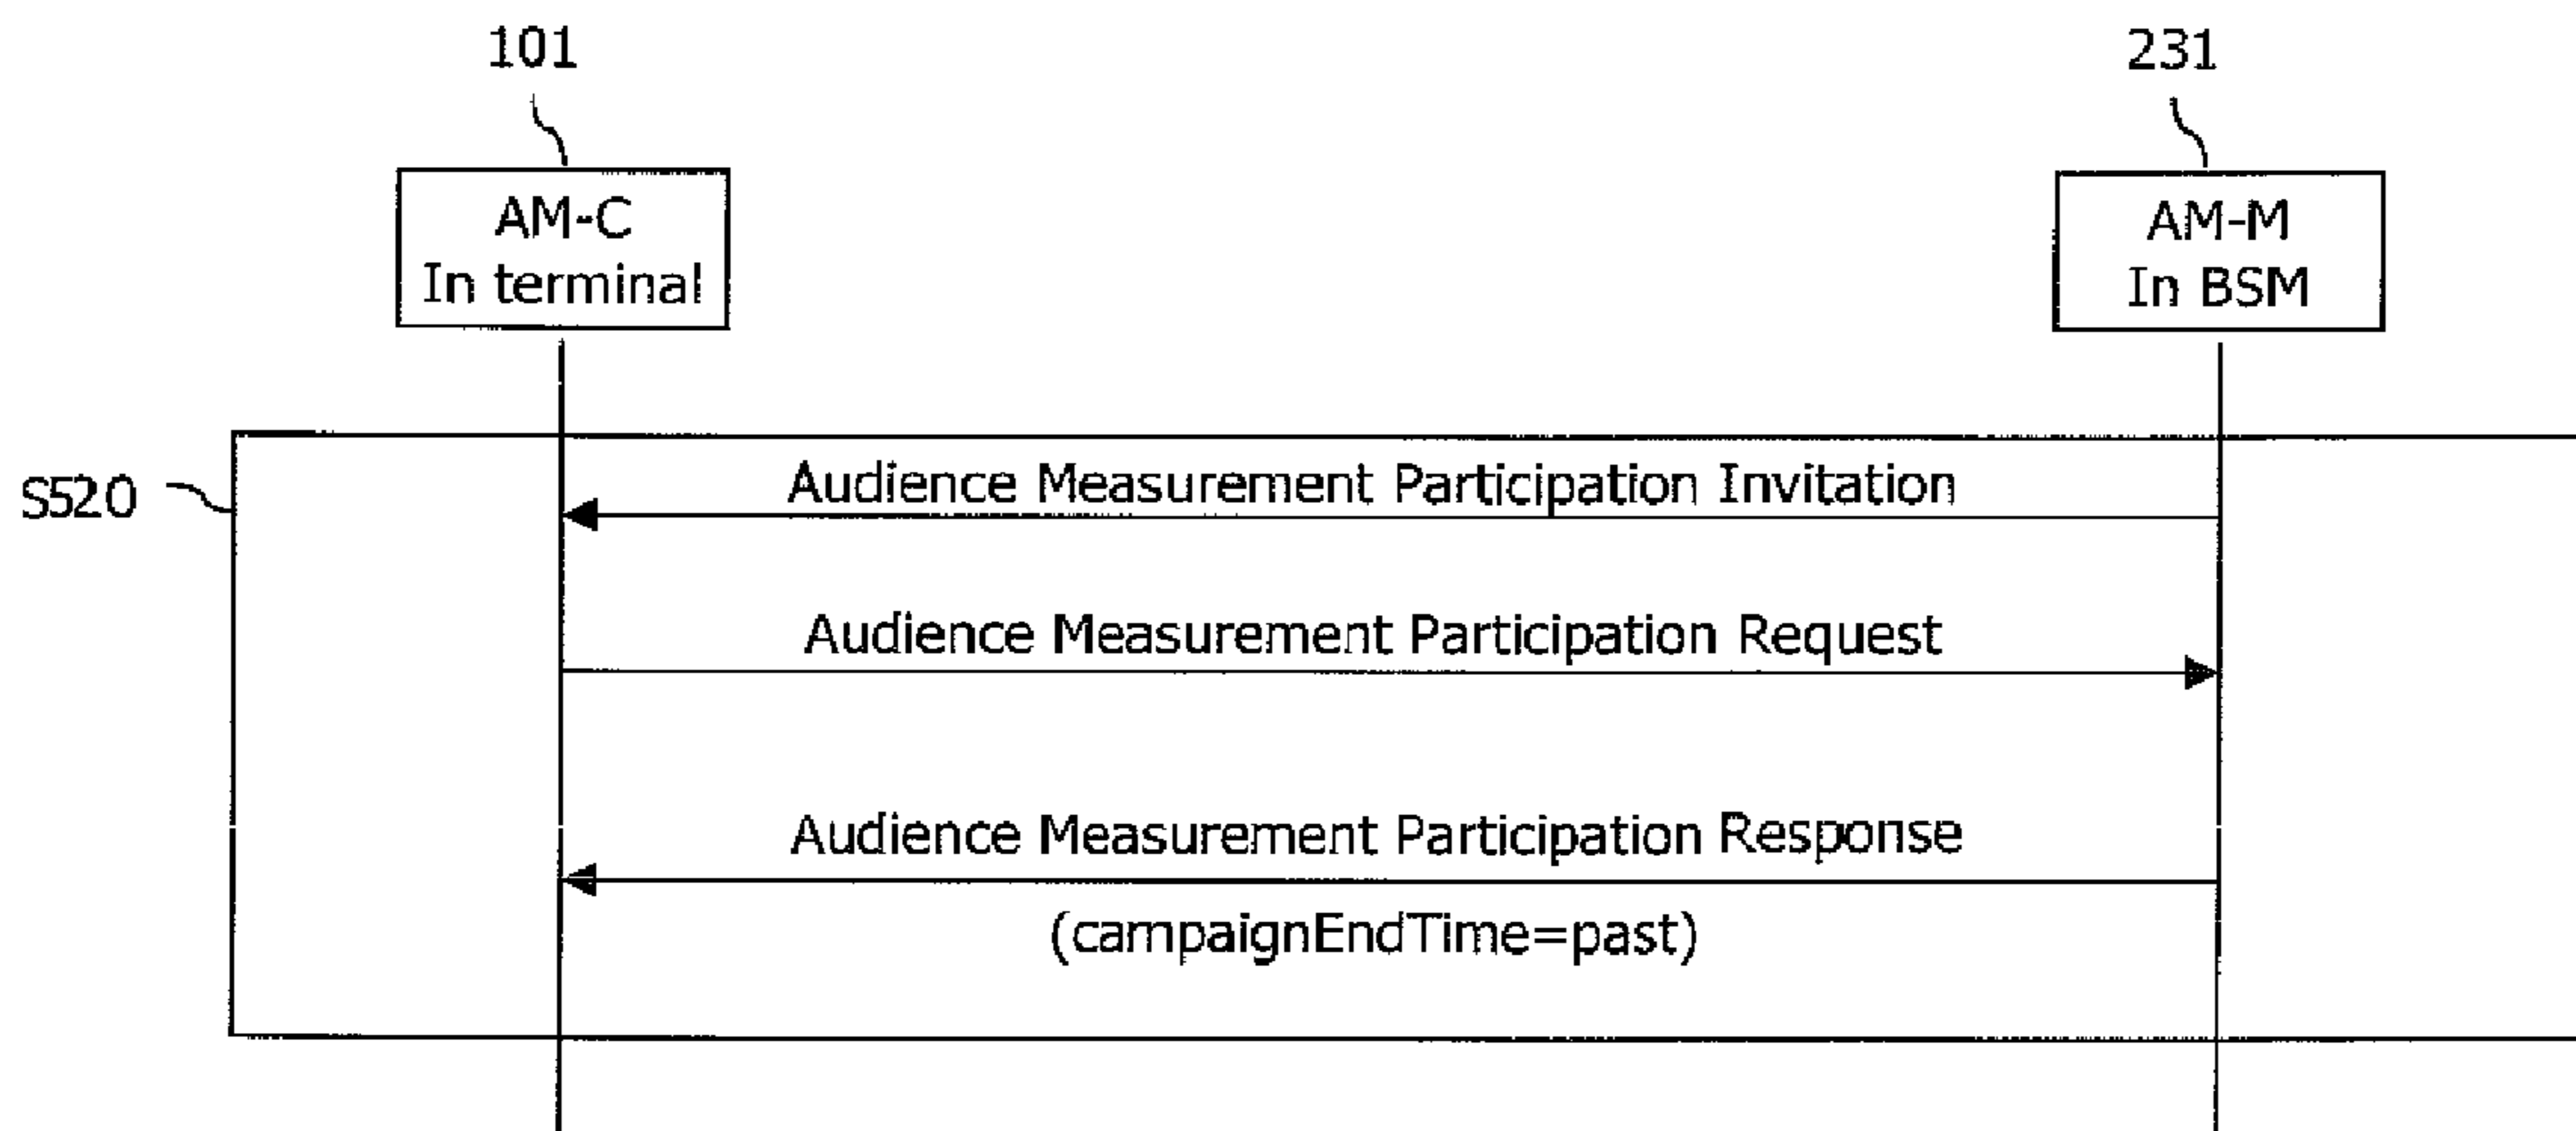 101
231
AM-C
In terminal
AM-M
In BSM
S520
Audience Measurement Participation Invitation
Audience Measurement Participation Request
Audience Measurement Participation Response
(campaignEndTime=past)